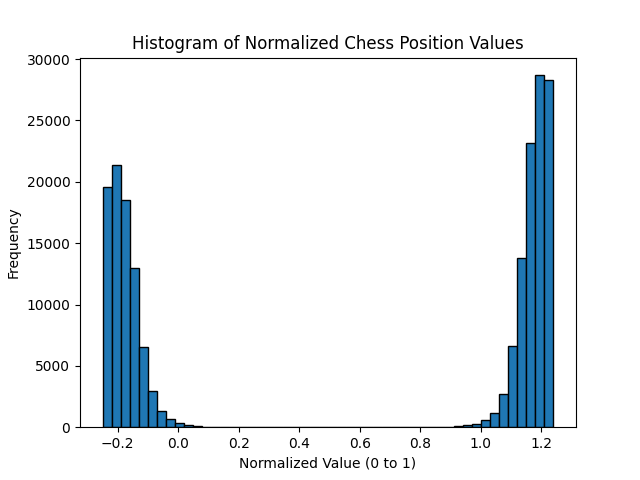 Histogram of Normalized Chess Position Values
30000
25000
20000
15000
10000
5000
0
Frequency
−0.2 0.0 0.2 0.4 0.6 0.8 1.0 1.2
Normalized Value (0 to 1)